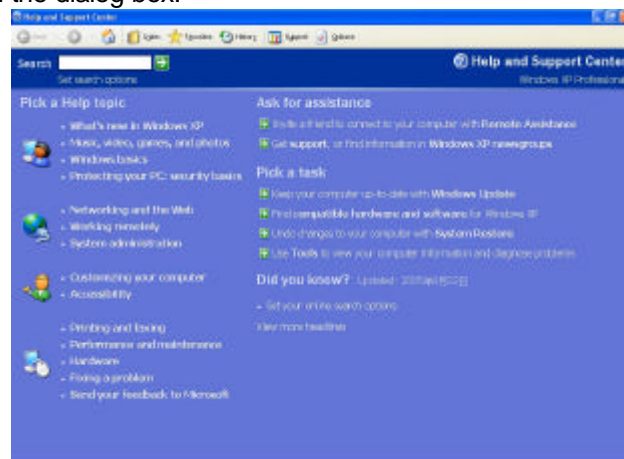 the dialog box.
Help and Support Center
Index Favorites History Support Options
Search
Set search options
Help and Support Center
Windows XP Professional
Pick a Help topic
What's new in Windows XP
Music, video, games, and photos
Windows basics
Protecting your PC: security basics
Networking and the Web
Working remotely
System administration
Customizing your computer
Accessibility
Printing and faxing
Performance and maintenance
Hardware
Fixing a problem
Send your feedback to Microsoft
Ask for assistance
Invite a friend to connect to your computer with Remote Assistance
Get support, or find information in Windows XP newsgroups
Pick a task
Keep your computer up-to-date with Windows Update
Find compatible hardware and software for Windows XP
Undo changes to your computer with System Restore
Use Tools to view your computer information and diagnose problems
Did you know? Updated:
Set your online search options
View more headlines